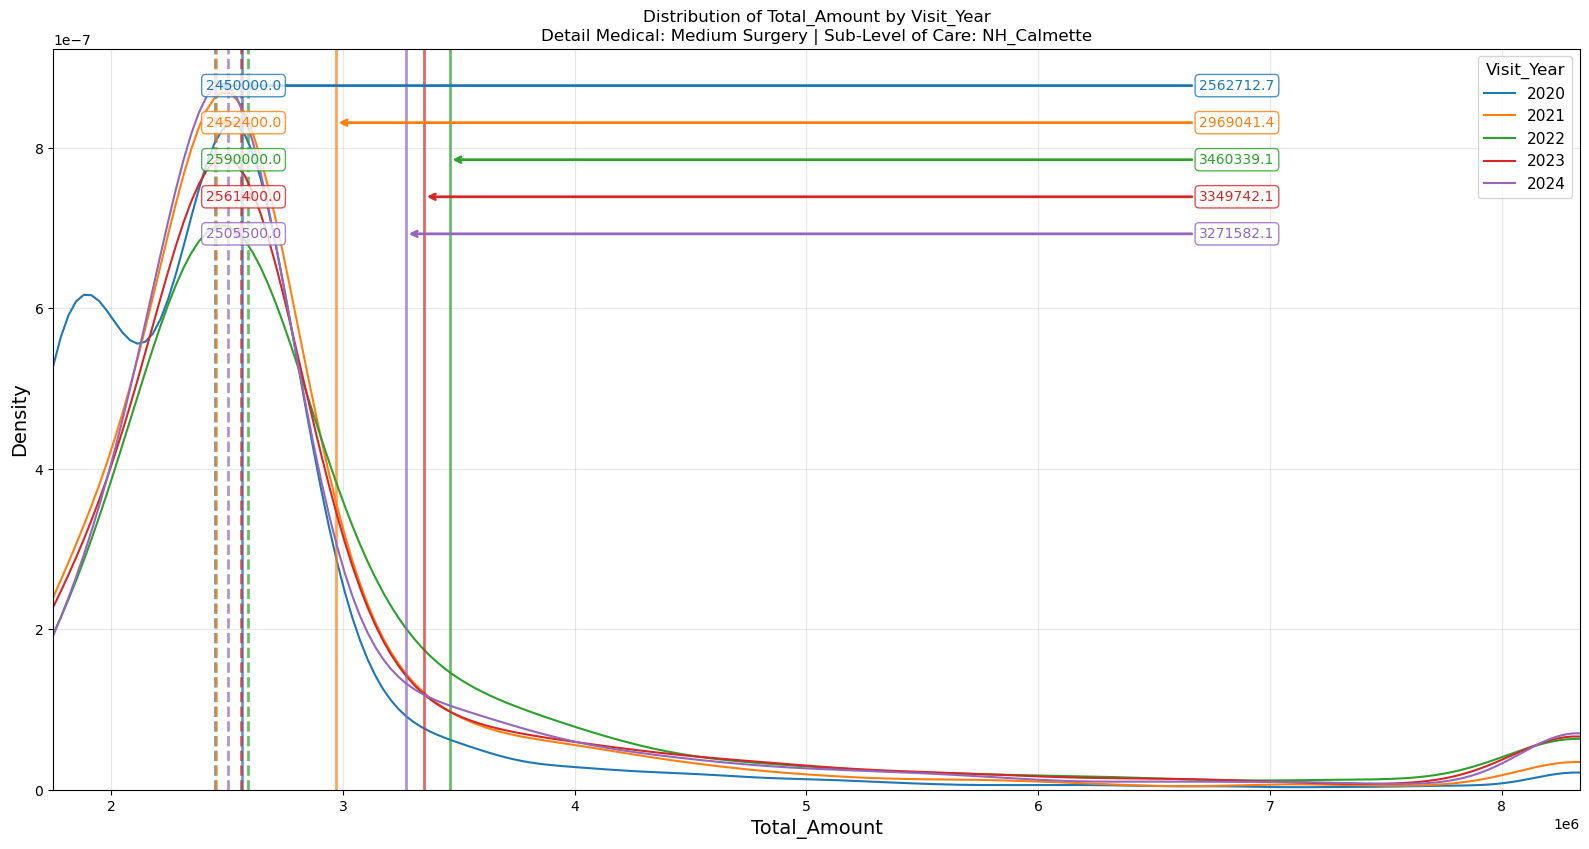 Distribution of Total_Amount by Visit_Year
Detail Medical: Medium Surgery | Sub-Level of Care: NH_Calmette
1e−7
Visit_Year
2020
2021
2022
2023
2024
2450000.0
2562712.7
2452400.0
2969041.4
2590000.0
3460339.1
2561400.0
3349742.1
2505500.0
3271582.1
8
6
4
2
0
Density
2 3 4 5 6 7 8
1e6
Total_Amount